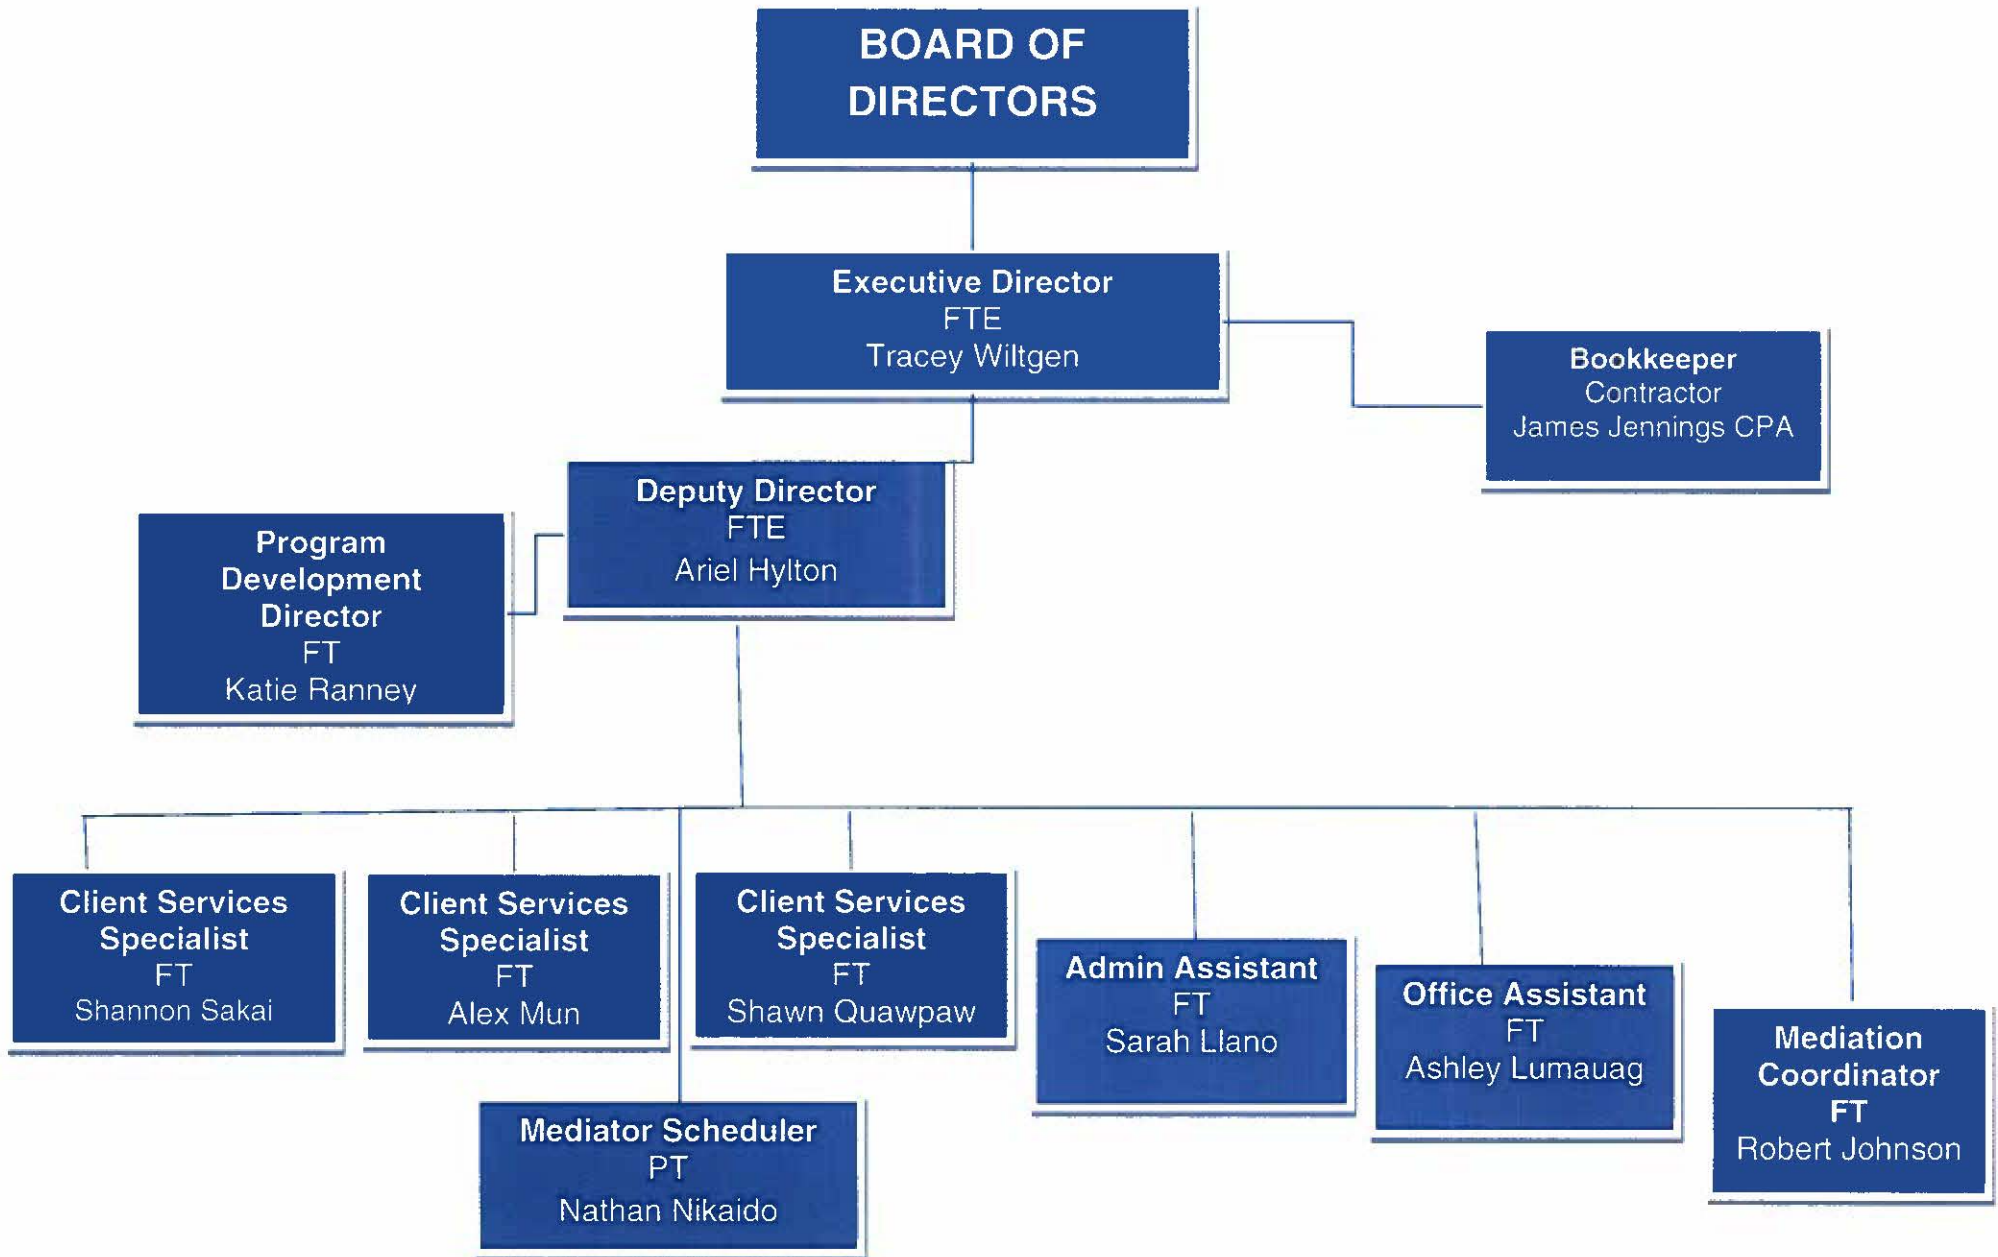 BOARD OF
DIRECTORS
Executive Director
FTE
Tracey Wiltgen
Bookkeeper
Contractor
James Jennings CPA
Deputy Director
FTE
Ariel Hylton
Program
Development
Director
FT
Katie Ranney
Client Services
Specialist
FT
Shannon Sakai
Client Services
Specialist
FT
Alex Mun
Client Services
Specialist
FT
Shawn Quawpaw
Admin Assistant
FT
Sarah Llano
Office Assistant
FT
Ashley Lumauag
Mediation
Coordinator
FT
Robert Johnson
Mediator Scheduler
PT
Nathan Nikaido